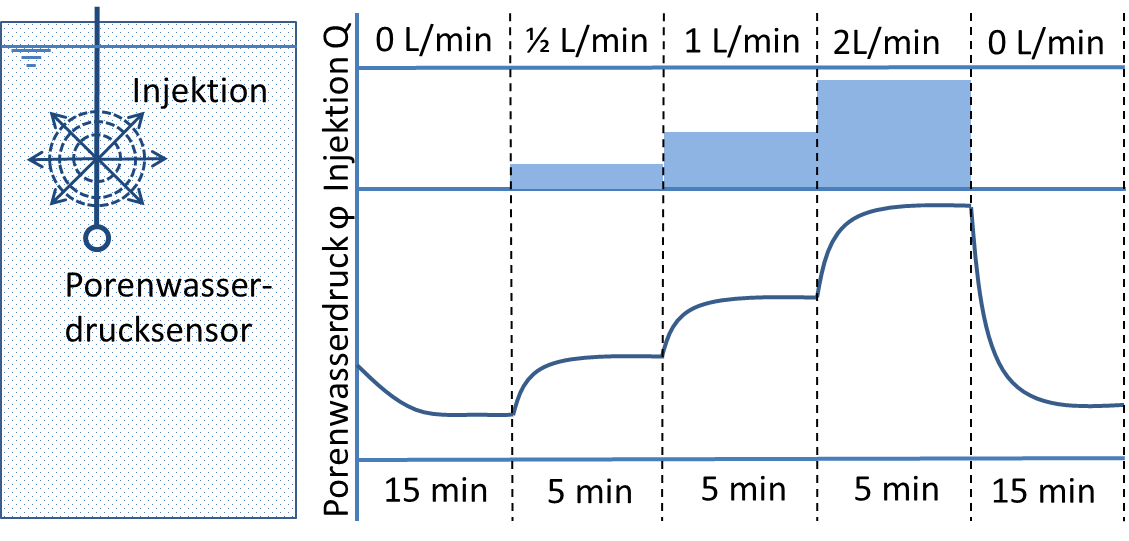 Injektion
Porenwasser-
drucksensor
Injektion Q
0 L/min
½ L/min
1 L/min
2L/min
0 L/min
Porenwasserdruck φ
15 min
5 min
5 min
5 min
15 min